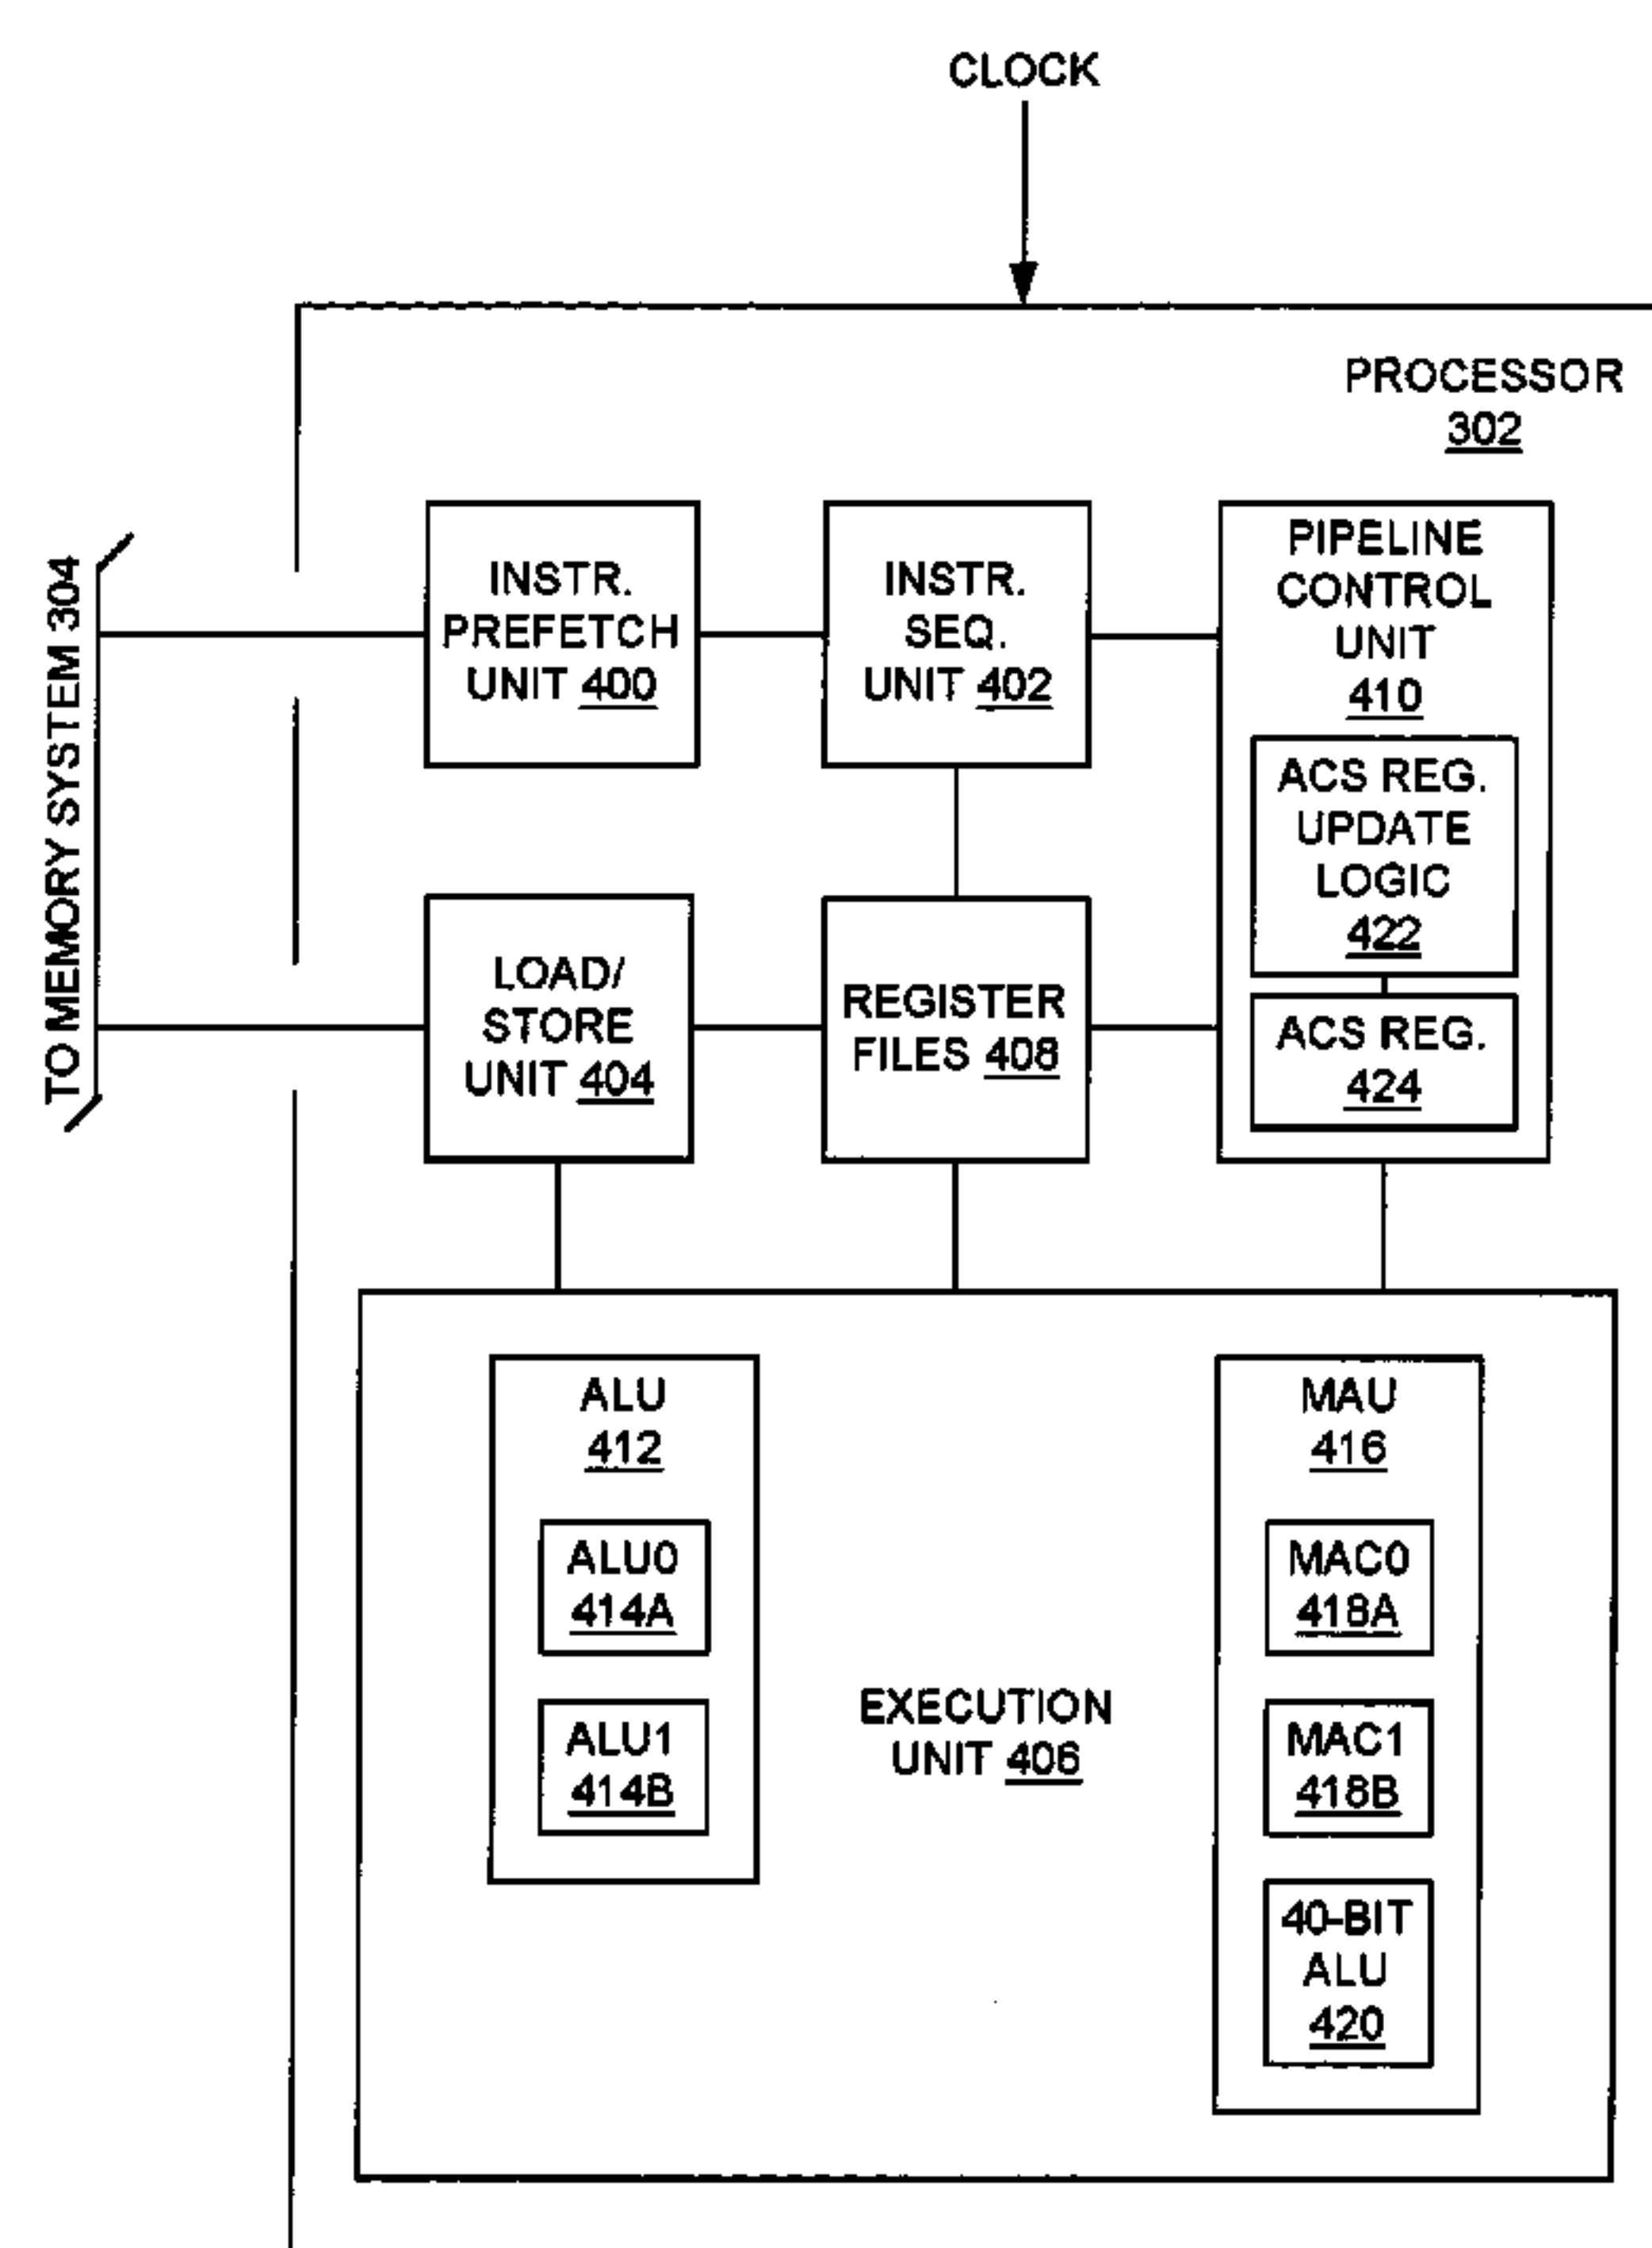 CLOCK
PROCESSOR
302
TO MEMORY SYSTEM 304
INSTR.
PREFETCH
UNIT 400
INSTR.
SEQ.
UNIT 402
PIPELINE
CONTROL
UNIT
410
ACS REG.
UPDATE
LOGIC
422
ACS REG.
424
LOAD/
STORE
UNIT 404
REGISTER
FILES 408
ALU
412
ALU0
414A
ALU1
414B
EXECUTION
UNIT 406
MAU
416
MAC0
418A
MAC1
418B
40-BIT
ALU
420